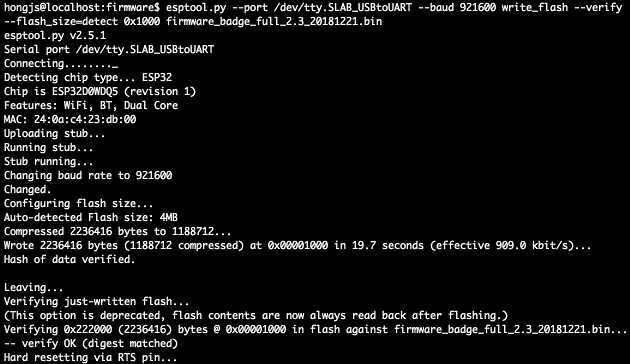 hongjs@localhost:firmware$ esptool.py --port /dev/tty.SLAB_USBtoUART --baud 921600 write_flash --verify
--flash_size=detect 0x1000 firmware_badge_full_2.3_20181221.bin
esptool.py v2.5.1
Serial port /dev/tty.SLAB_USBtoUART
Connecting........_
Detecting chip type... ESP32
Chip is ESP32D0WDQ5 (revision 1)
Features: WiFi, BT, Dual Core
MAC: 24:0a:c4:23:db:00
Uploading stub...
Running stub...
Stub running...
Changing baud rate to 921600
Changed.
Configuring flash size...
Auto-detected Flash size: 4MB
Compressed 2236416 bytes to 1188712...
Wrote 2236416 bytes (1188712 compressed) at 0x00001000 in 19.7 seconds (effective 909.0 kbit/s)...
Hash of data verified.
Leaving...
Verifying just-written flash...
(This option is deprecated, flash contents are now always read back after flashing.)
Verifying 0x222000 (2236416) bytes @ 0x00001000 in flash against firmware_badge_full_2.3_20181221.bin...
-- verify OK (digest matched)
Hard resetting via RTS pin...